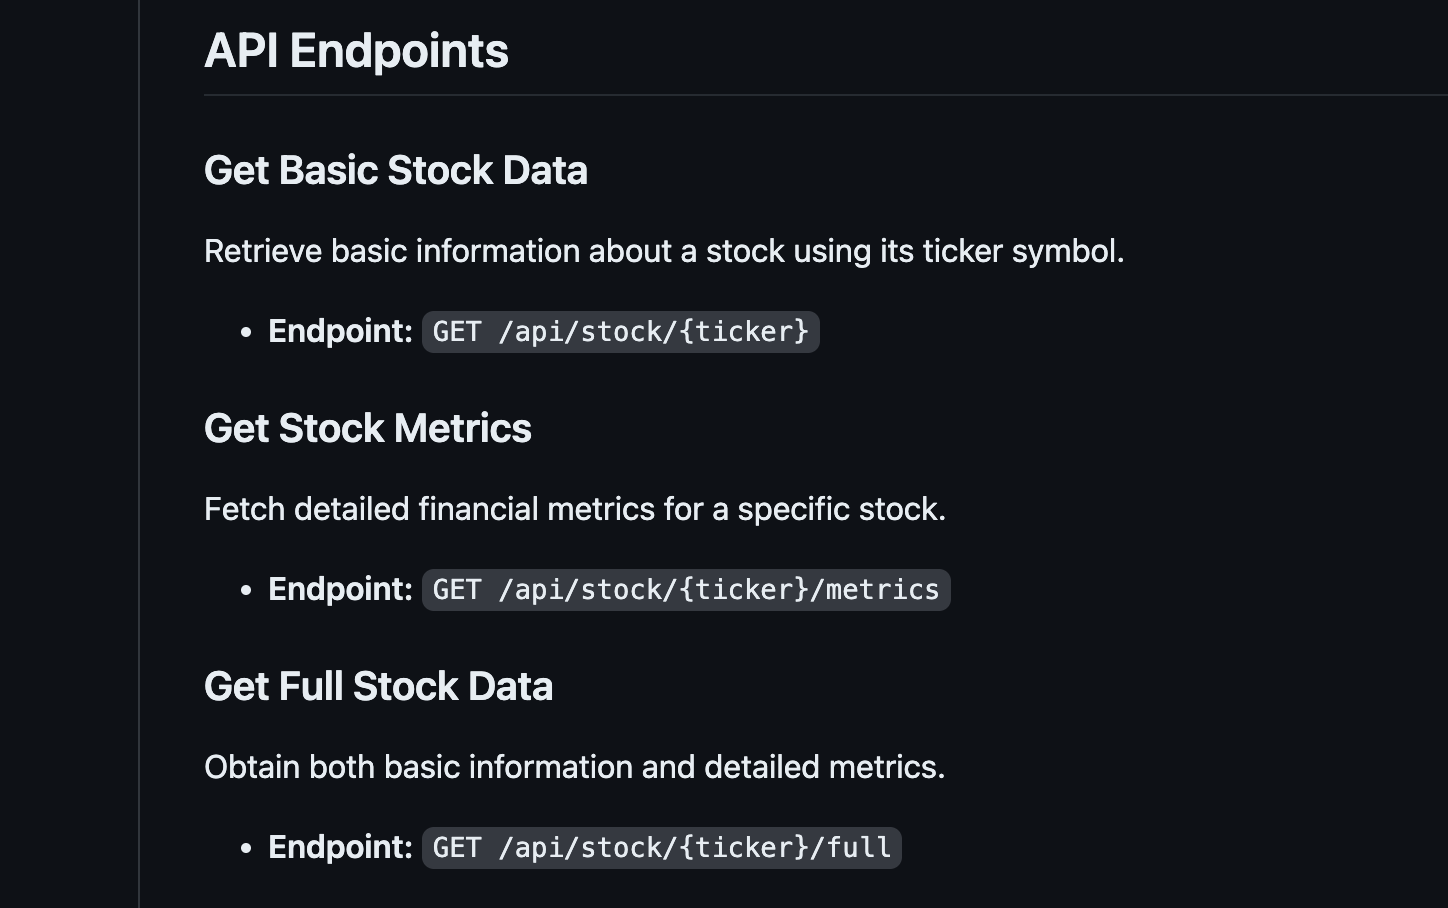 API Endpoints
Get Basic Stock Data
Retrieve basic information about a stock using its ticker symbol.
• Endpoint: GET /api/stock/{ticker}
Get Stock Metrics
Fetch detailed financial metrics for a specific stock.
• Endpoint: GET /api/stock/{ticker}/metrics
Get Full Stock Data
Obtain both basic information and detailed metrics.
• Endpoint: GET /api/stock/{ticker}/full